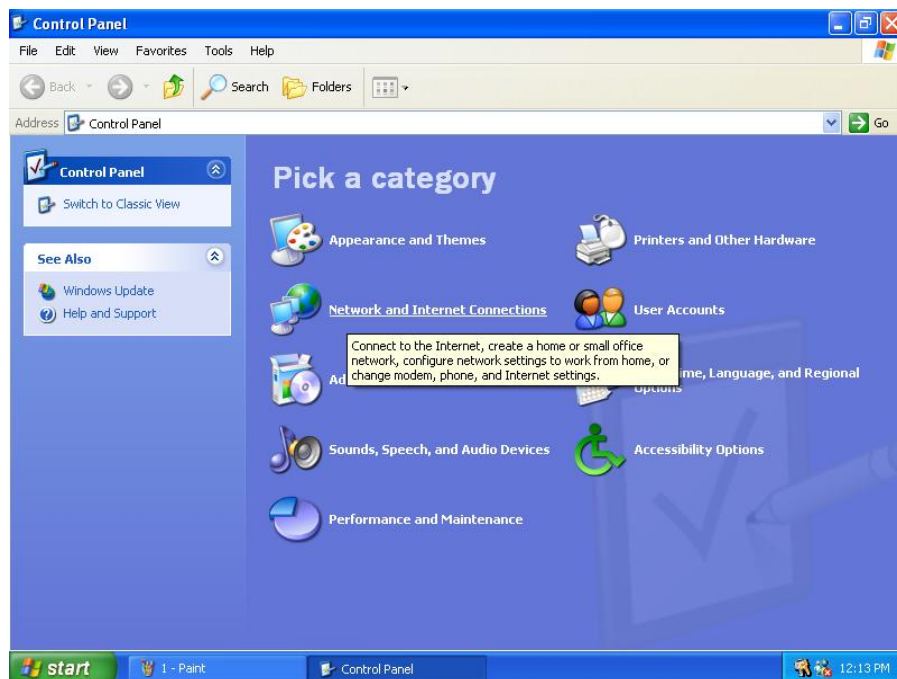 Control Panel
File Edit View Favorites Tools Help
Back Search Folders
Address Control Panel Go
Control Panel
Switch to Classic View
See Also
Windows Update
Help and Support
Pick a category
Appearance and Themes
Printers and Other Hardware
Network and Internet Connections
User Accounts
Connect to the Internet, create a home or small office
network, configure network settings to work from home, or
change modem, phone, and Internet settings.
Ad
ime, Language, and Regional
Options
Sounds, Speech, and Audio Devices
Accessibility Options
Performance and Maintenance
start 1 - Paint Control Panel 12:13 PM